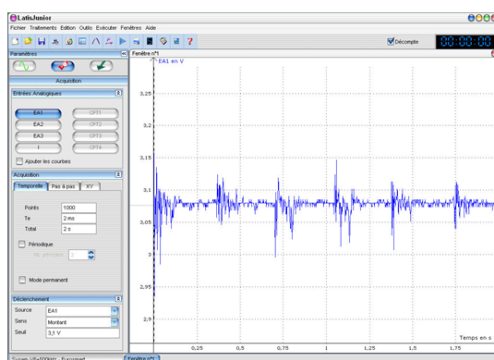 LatisJunior
Fichier Traitements Edition Outils Exécuter Fenêtres Aide
Décompte
00:00:00
Paramètres
Acquisition
Entrées Analogiques
EA1
CPT1
EA2
CPT2
EA3
CPT3
I
CPT4
Ajouter les courbes
Acquisition
Temporelle
Pas à pas
XY
Points
1000
Te
2 ms
Total
2 s
Périodique
Mode permanent
Déclenchement
Source
EA1
Sens
Montant
Seuil
3,1 V
Fenêtre n°1
EA1 en V
3,25
3,2
3,15
3,1
3,05
3
2,95
2,9
0,25
0,5
0,75
1
1,25
1,5
1,75
Temps en s
Fenêtre n°1